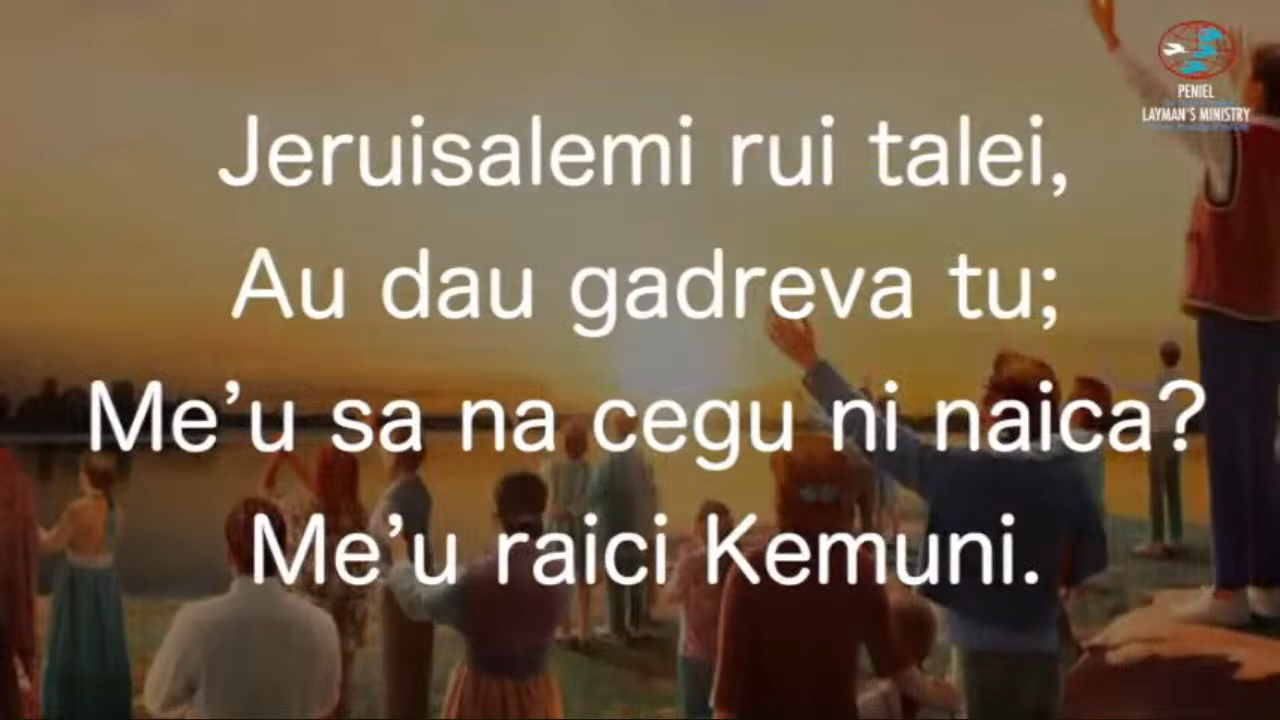 PENIEL
LAYMAN'S MINISTRY
Jeruisalemi rui talei,
Au dau gadreva tu;
Me’u sa na cegu ni naica?
Me’u raici Kemuni.